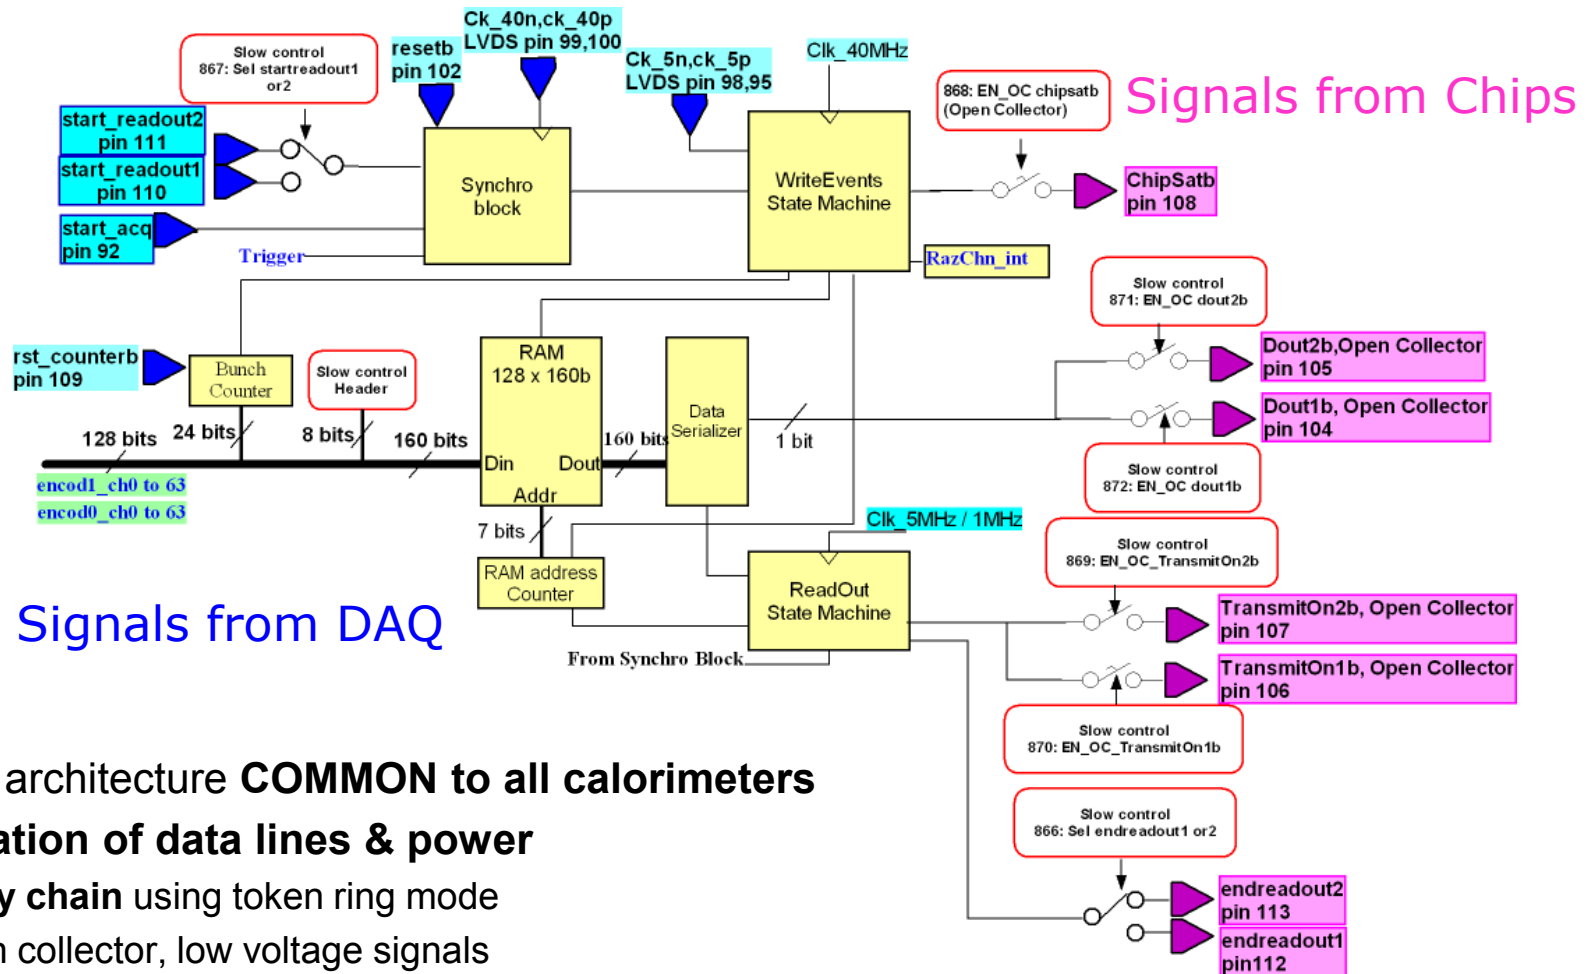 Ck_40n,ck_40p
LVDS pin 99,100
Slow control
867: Sel startreadout1
or2
resetb
pin 102
Ck_5n,ck_5p
LVDS pin 98,95
Clk_40MHz
868: EN_OC chipsatb
(Open Collector)
Signals from Chips
start_readout2
pin 111
start_readout1
pin 110
start_acq
pin 92
Trigger
Synchro
block
WriteEvents
State Machine
ChipSatb
pin 108
RazChn_int
Slow control
871: EN_OC dout2b
rst_counterb
pin 109
Bunch
Counter
Slow control
Header
RAM
128 x 160b
Data
Serializer
Dout2b,Open Collector
pin 105
Dout1b, Open Collector
pin 104
128 bits
24 bits
8 bits
160 bits
Din
Dout
Addr
160 bits
1 bit
encod1_ch0 to 63
encod0_ch0 to 63
Slow control
872: EN_OC dout1b
7 bits
RAM address
Counter
Clk_5MHz / 1MHz
Slow control
869: EN_OC_TransmitOn2b
ReadOut
State Machine
Signals from DAQ
From Synchro Block
TransmitOn2b, Open Collector
pin 107
TransmitOn1b, Open Collector
pin 106
Slow control
870: EN_OC_TransmitOn1b
architecture COMMON to all calorimeters
ation of data lines & power
y chain using token ring mode
n collector, low voltage signals
Slow control
866: Sel endreadout1 or2
endreadout2
pin 113
endreadout1
pin112